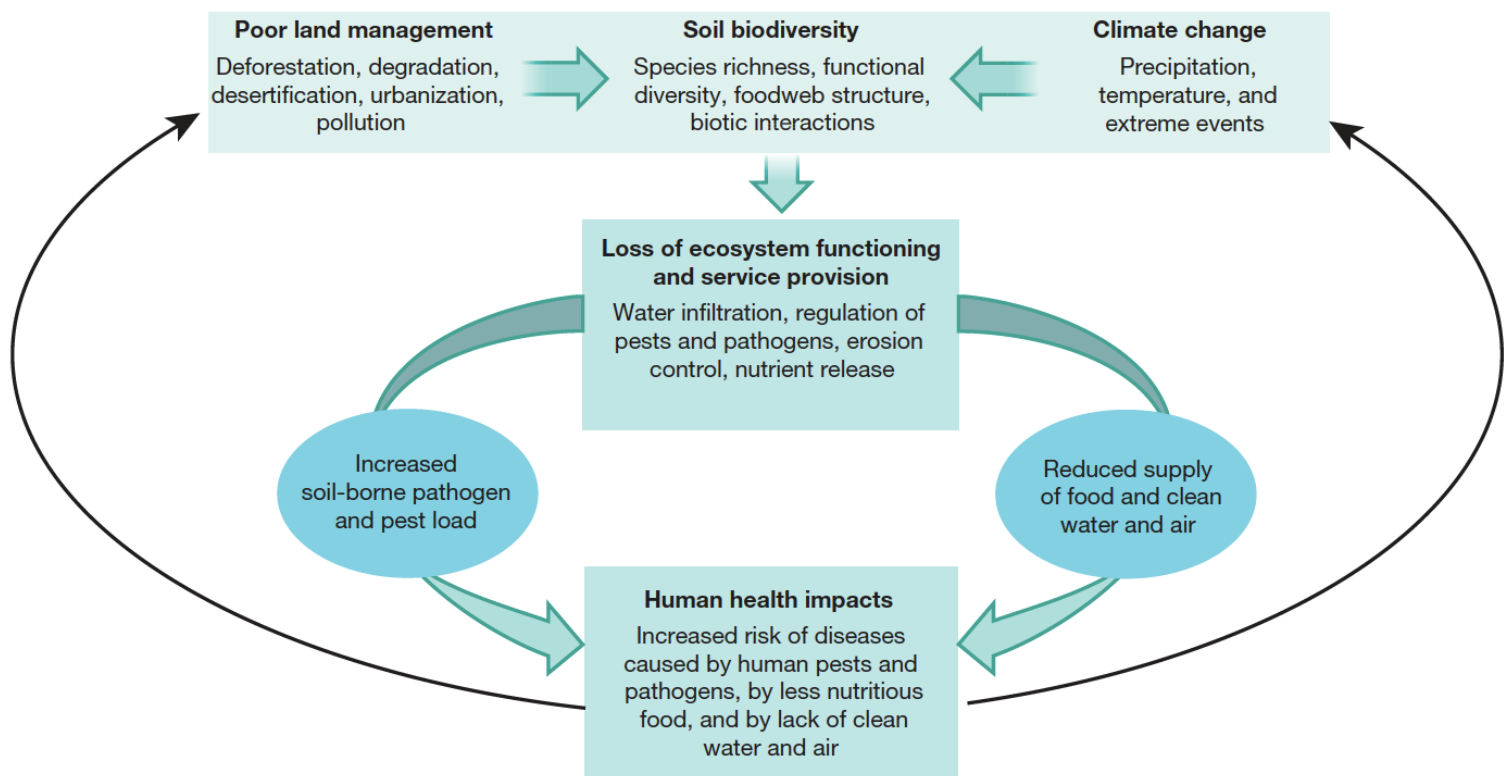 Poor land management
Deforestation, degradation,
desertification, urbanization,
pollution
Soil biodiversity
Species richness, functional
diversity, foodweb structure,
biotic interactions
Climate change
Precipitation,
temperature, and
extreme events
Loss of ecosystem functioning
and service provision
Water infiltration, regulation of
pests and pathogens, erosion
control, nutrient release
Increased
soil-borne pathogen
and pest load
Reduced supply
of food and clean
water and air
Human health impacts
Increased risk of diseases
caused by human pests and
pathogens, by less nutritious
food, and by lack of clean
water and air